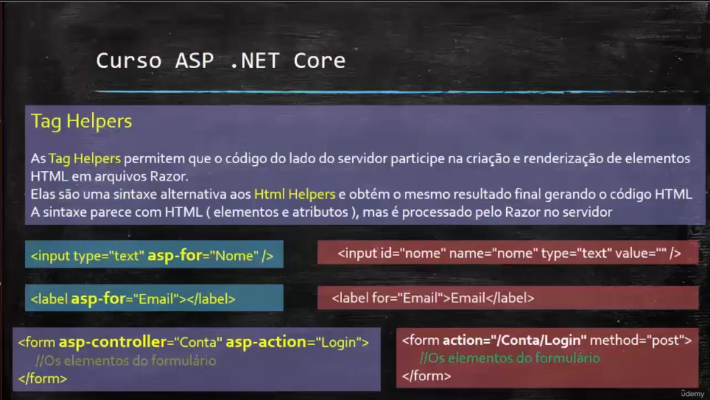 Curso ASP .NET Core
Tag Helpers
As Tag Helpers permitem que o código do lado do servidor participe na criação e renderização de elementos
HTML em arquivos Razor.
Elas são uma sintaxe alternativa aos Html Helpers e obtém o mesmo resultado final gerando o código HTML
A sintaxe parece com HTML ( elementos e atributos ), mas é processado pelo Razor no servidor
<input type="text" asp-for="Nome" />
<input id="nome" name="nome" type="text" value="" />
<label asp-for="Email"></label>
<label for="Email">Email</label>
<form asp-controller="Conta" asp-action="Login">
//Os elementos do formulário
</form>
<form action="/Conta/Login" method="post">
//Os elementos do formulário
</form>
ûdemy